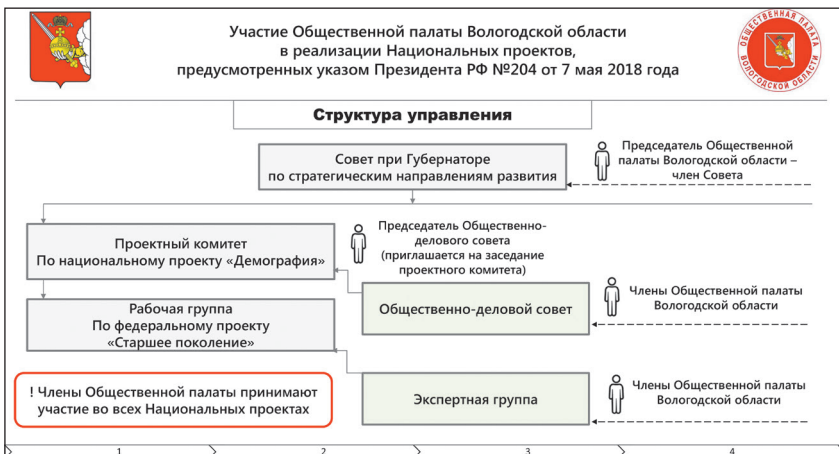 Участие Общественной палаты Вологодской области
в реализации Национальных проектов,
предусмотренных указом Президента РФ №204 от 7 мая 2018 года
ОБЩЕСТВЕННАЯ ПАЛАТА
ВОЛОГОДСКОЙ ОБЛАСТИ
Структура управления
Совет при Губернаторе
по стратегическим направлениям развития
Председатель Общественной
палаты Вологодской области –
член Совета
Проектный комитет
По национальному проекту «Демография»
Председатель Общественно-
делового совета
(приглашается на заседание
проектного комитета)
Общественно-деловой совет
Члены Общественной палаты
Вологодской области
Рабочая группа
По федеральному проекту
«Старшее поколение»
! Члены Общественной палаты принимают
участие во всех Национальных проектах
Экспертная группа
Члены Общественной палаты
Вологодской области
1
2
3
4